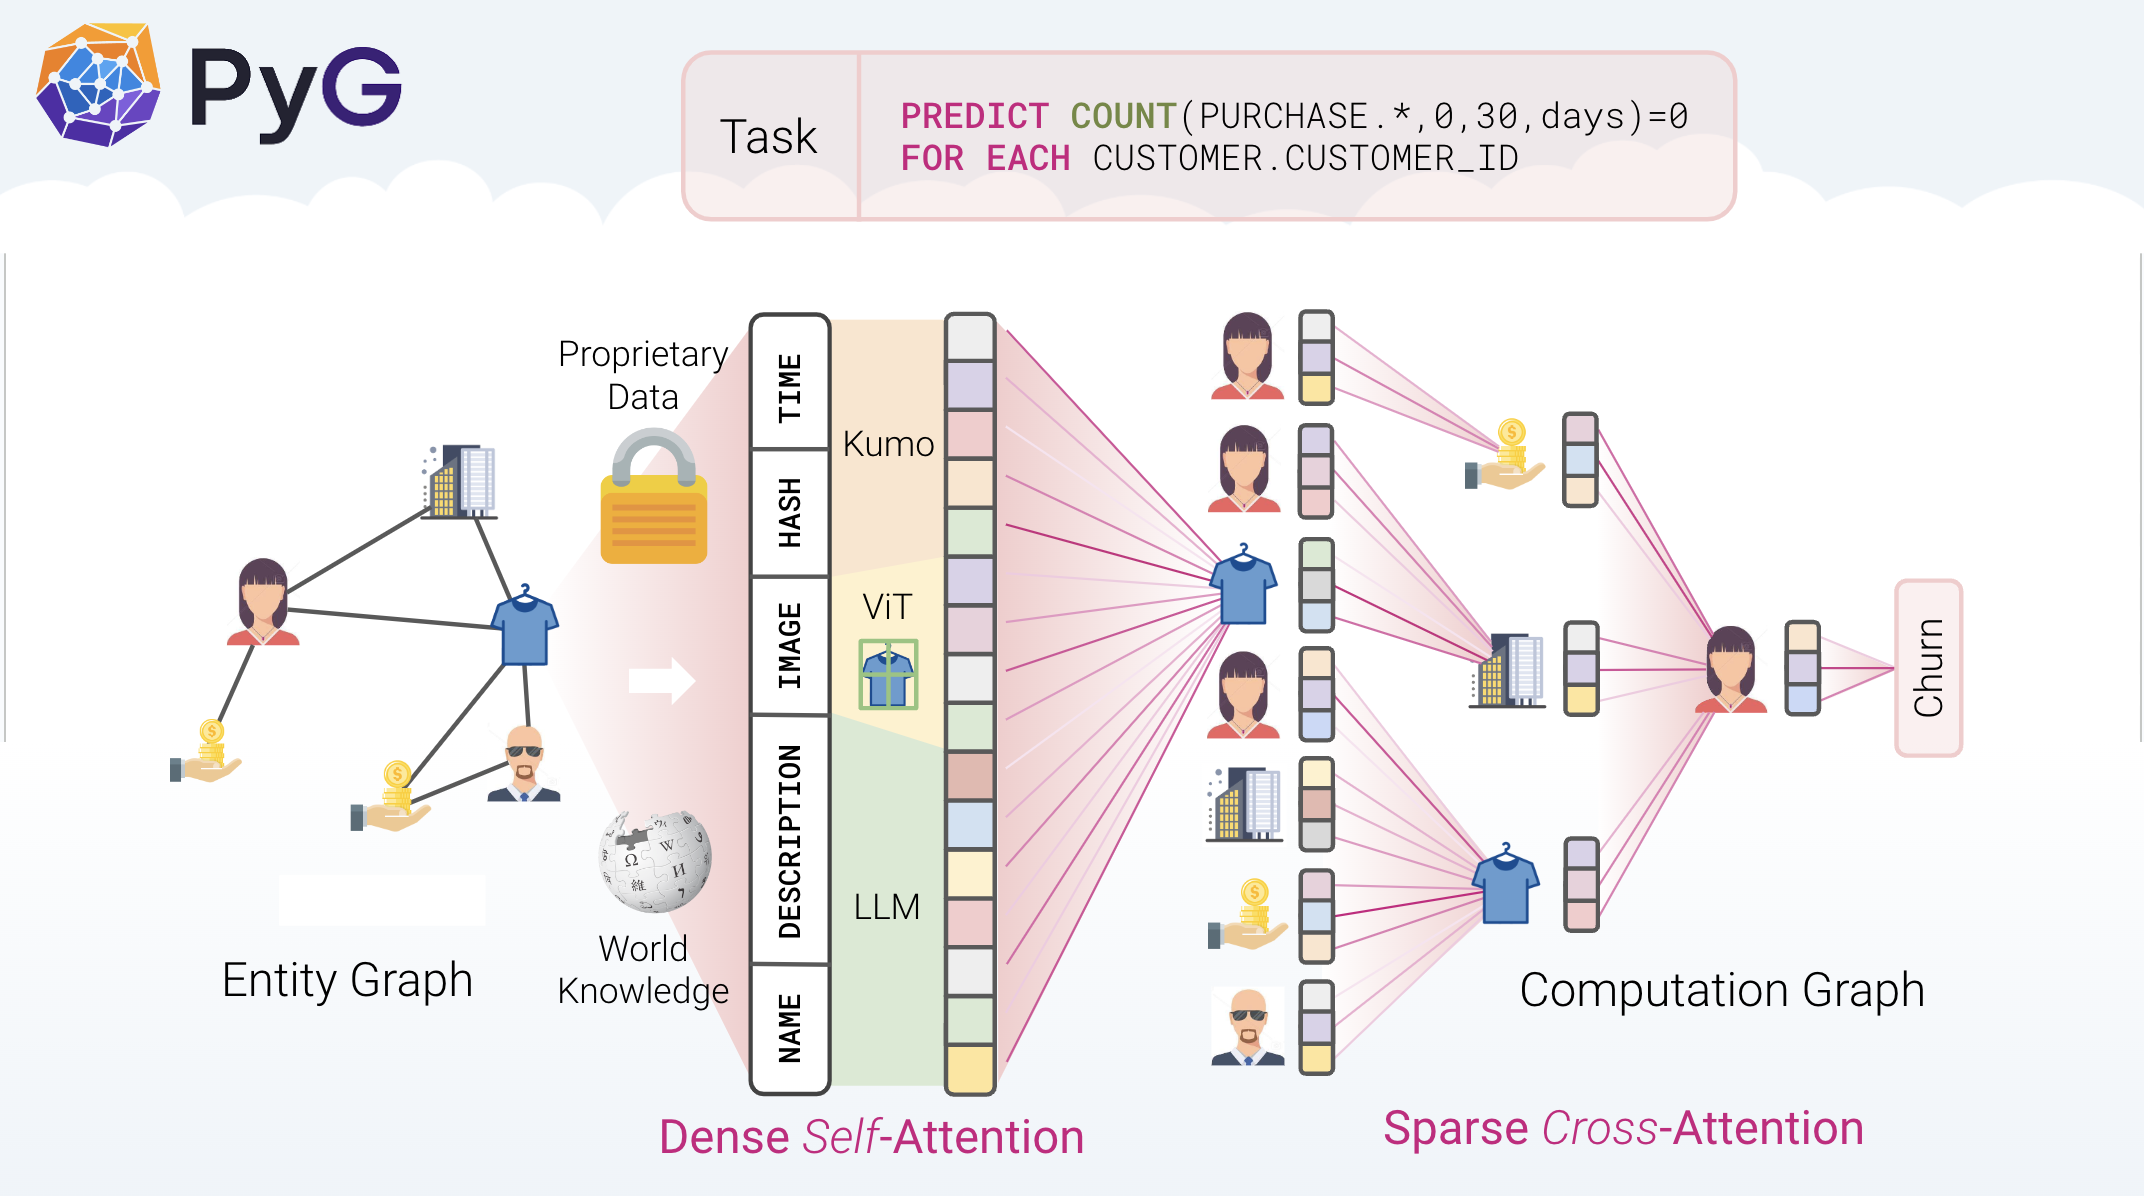 PyG
Task
PREDICT COUNT(PURCHASE.*,0,30,days)=0
FOR EACH CUSTOMER.CUSTOMER_ID
Proprietary
Data
World
Knowledge
Entity Graph
TIME
HASH
IMAGE
DESCRIPTION
NAME
Kumo
ViT
LLM
Dense Self-Attention
Churn
Computation Graph
Sparse Cross-Attention